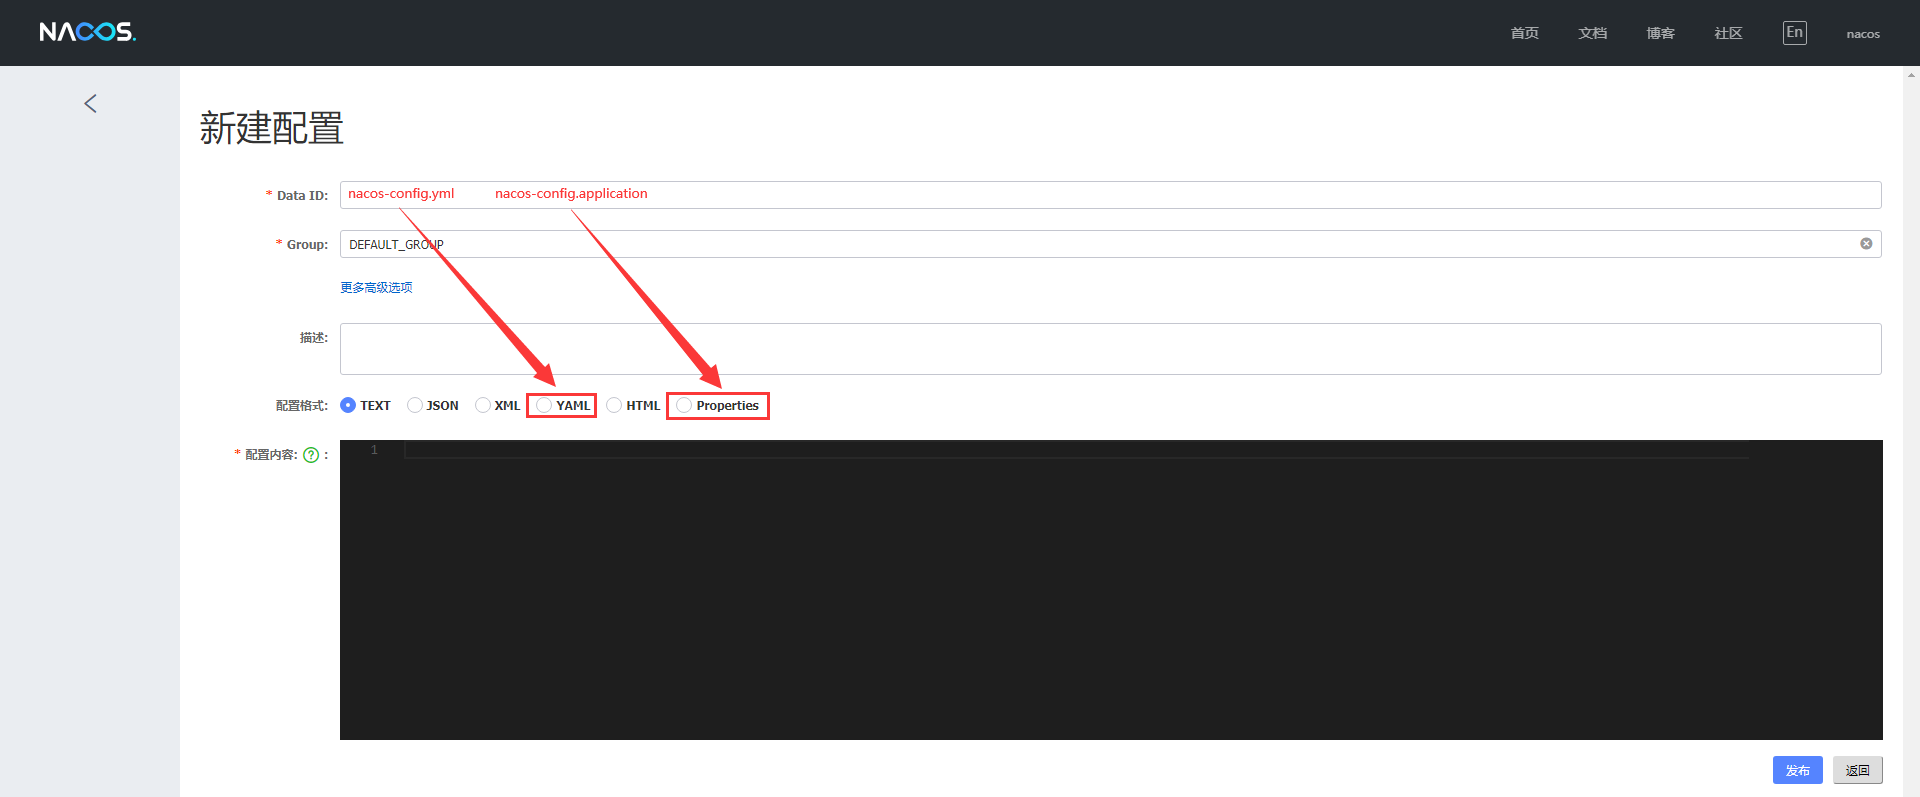 NACOS.
首页 文档 博客 社区 En nacos
新建配置
* Data ID: nacos-config.yml nacos-config.application
* Group: DEFAULT_GROUP
更多高级选项
描述:
配置格式: TEXT JSON XML YAML HTML Properties
* 配置内容: ? :
1
发布 返回